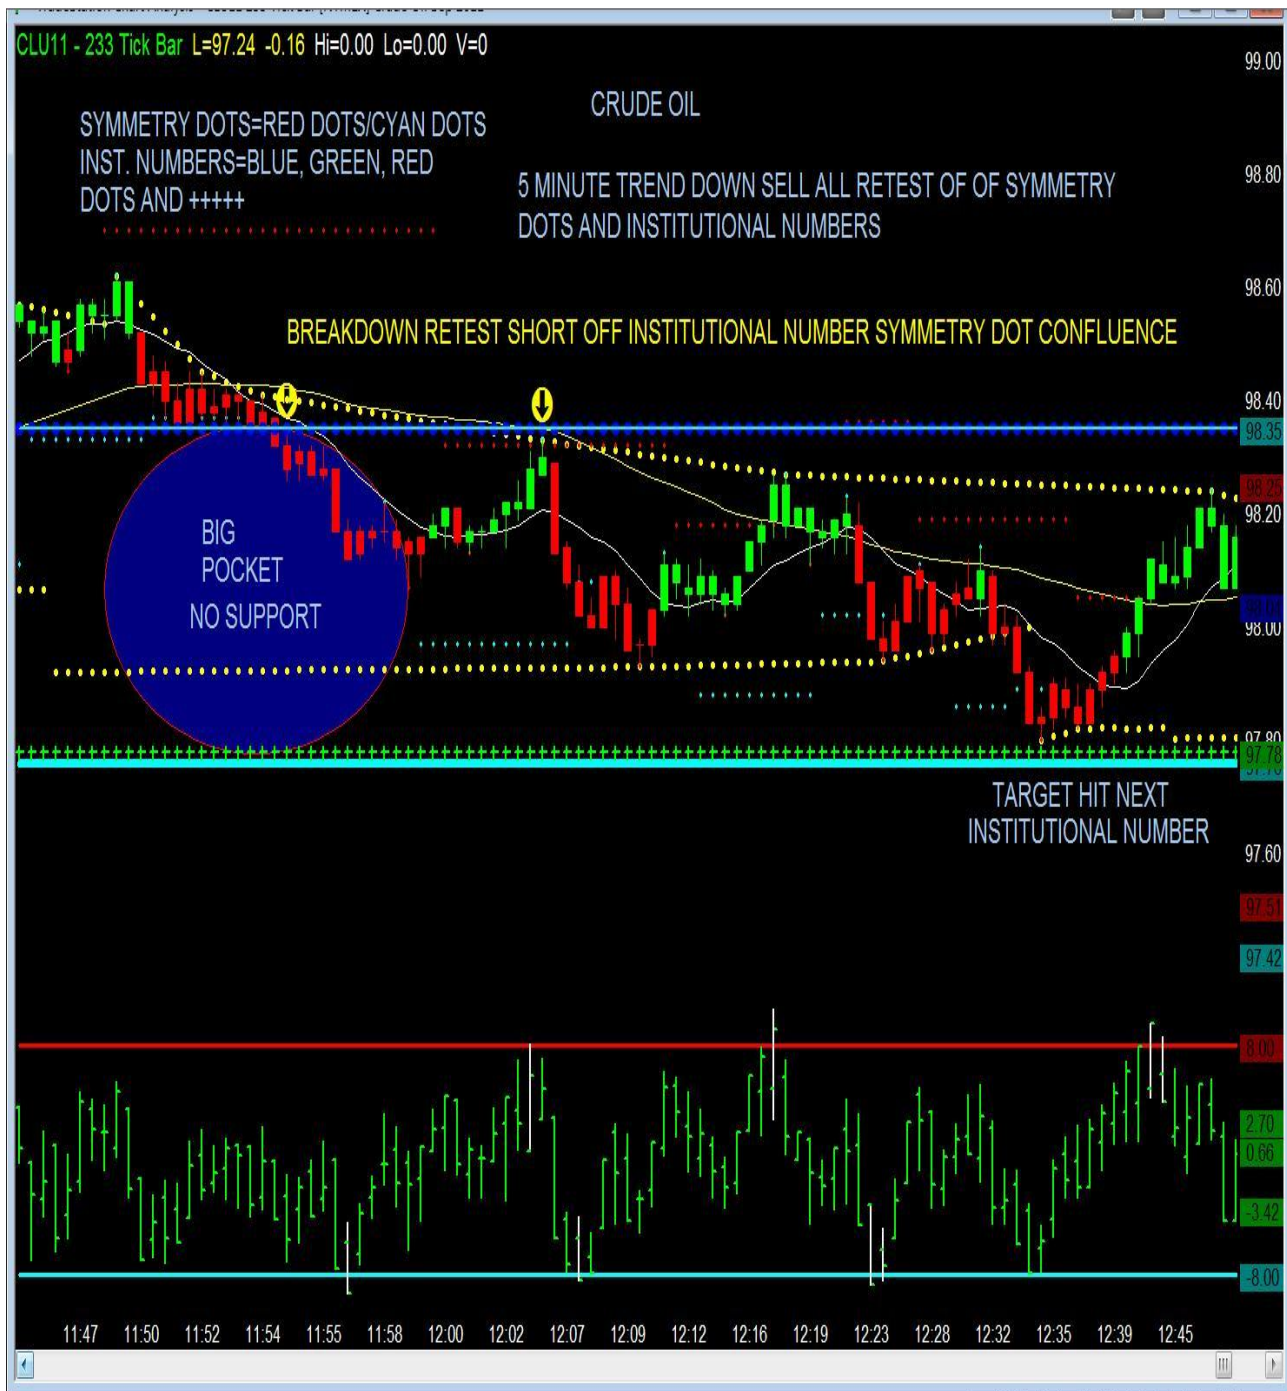 CLU11 - 233 Tick Bar L=97.24 -0.16 Hi=0.00 Lo=0.00 V=0
99.00
CRUDE OIL
SYMMETRY DOTS=RED DOTS/CYAN DOTS
INST. NUMBERS=BLUE, GREEN, RED
DOTS AND +++++
98.80
5 MINUTE TREND DOWN SELL ALL RETEST OF OF SYMMETRY
DOTS AND INSTITUTIONAL NUMBERS
98.60
BREAKDOWN RETEST SHORT OFF INSTITUTIONAL NUMBER SYMMETRY DOT CONFLUENCE
98.40
98.35
98.25
98.20
BIG
POCKET
NO SUPPORT
98.00
97.80
97.78
TARGET HIT NEXT
INSTITUTIONAL NUMBER
97.60
97.51
97.42
8.00
2.70
0.66
-3.42
-8.00
11:47 11:50 11:52 11:54 11:55 11:58 12:00 12:02 12:07 12:09 12:12 12:16 12:19 12:23 12:28 12:32 12:35 12:39 12:45